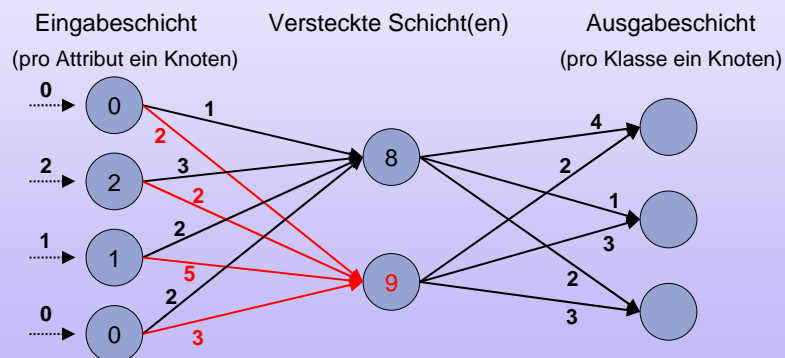 Eingabeschicht Versteckte Schicht(en) Ausgabeschicht
(pro Attribut ein Knoten) (pro Klasse ein Knoten)
0 0 1 4
2
2 2 3 8 2
2 1
1 1 2 3
5 9
0 0 2 2
3 3